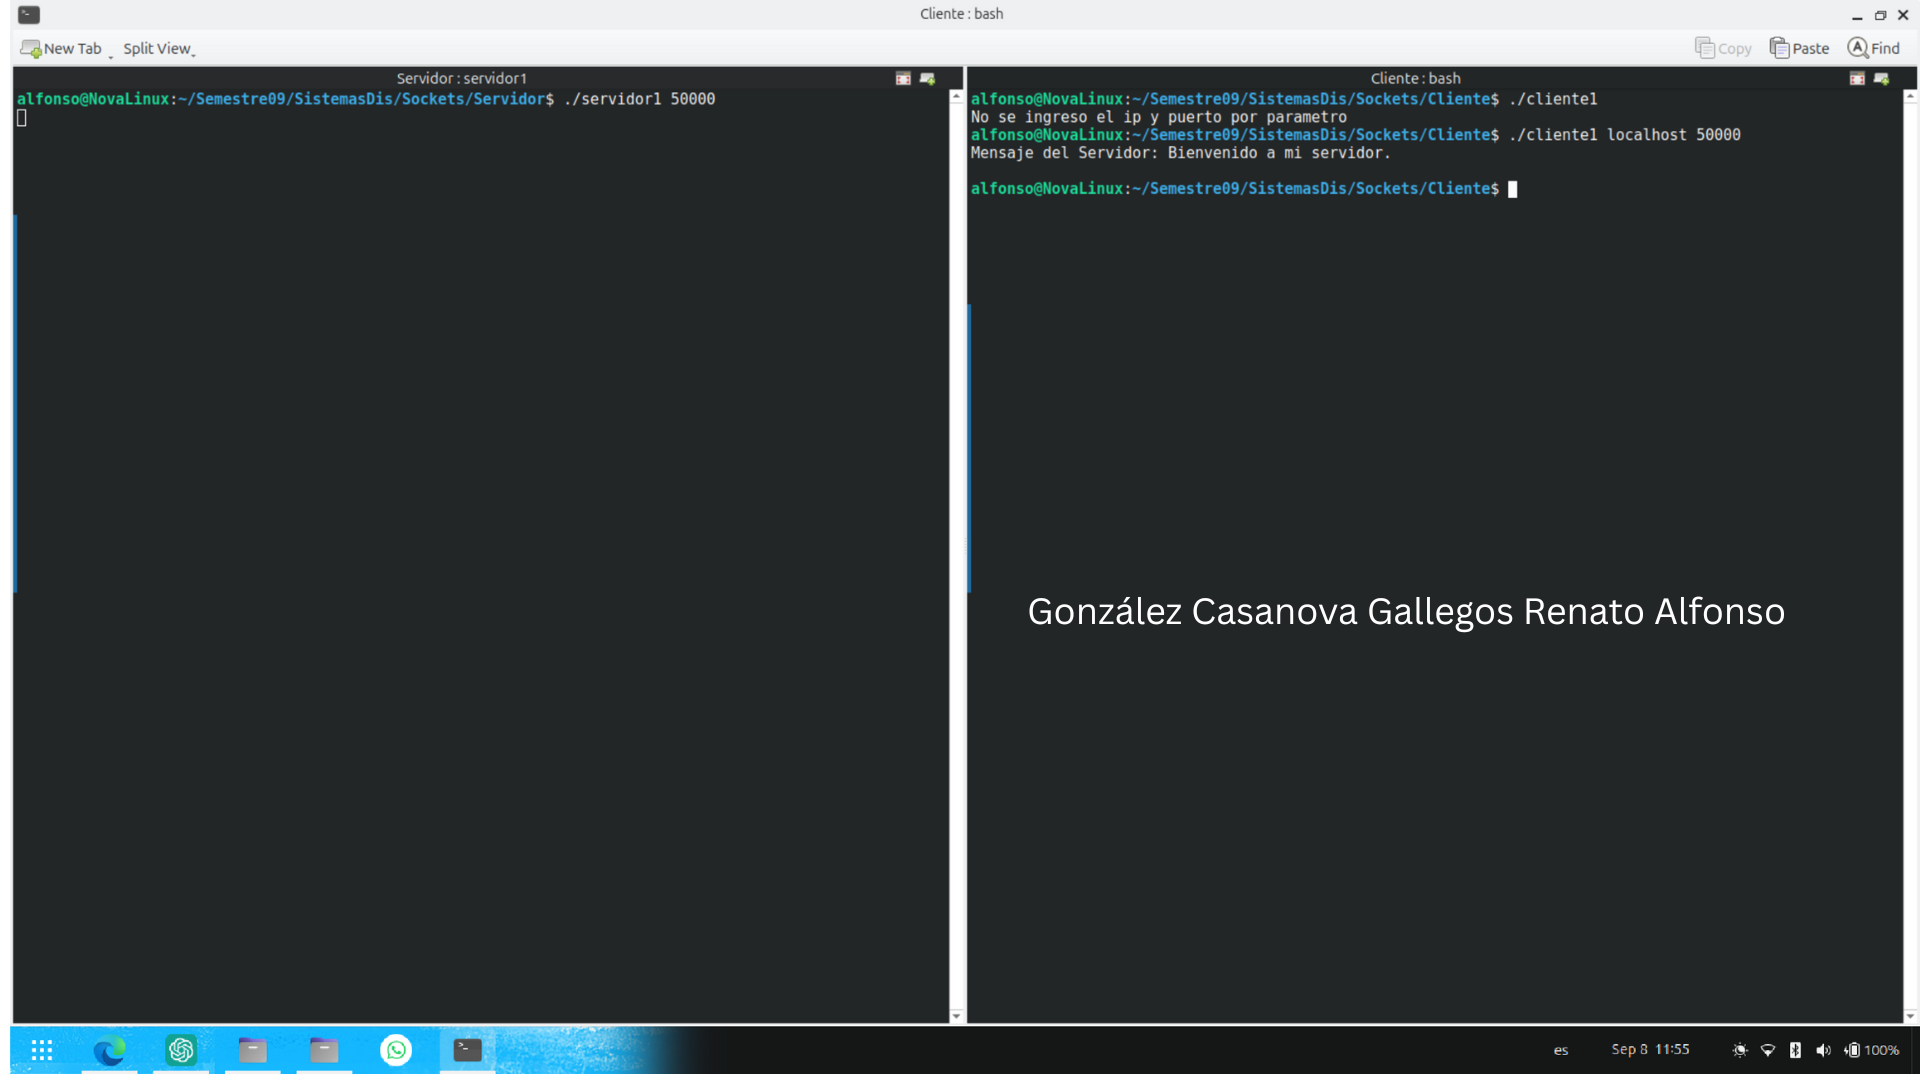 Cliente : bash
New Tab
Split View
Copy
Paste
Find
Servidor : servidor1
alfonso@NovaLinux:~/Semestre09/SistemasDis/Sockets/Servidor$ ./servidor1 50000
Cliente : bash
alfonso@NovaLinux:~/Semestre09/SistemasDis/Sockets/Cliente$ ./cliente1
No se ingreso el ip y puerto por parametro
alfonso@NovaLinux:~/Semestre09/SistemasDis/Sockets/Cliente$ ./cliente1 localhost 50000
Mensaje del Servidor: Bienvenido a mi servidor.
alfonso@NovaLinux:~/Semestre09/SistemasDis/Sockets/Cliente$
González Casanova Gallegos Renato Alfonso
es
Sep 8 11:55
100%